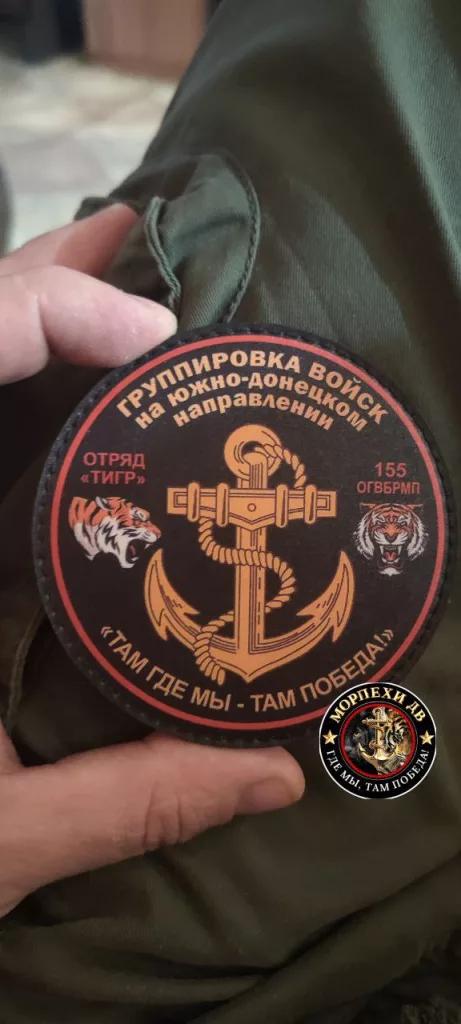 ГРУППИРОВКА ВОЙСК
на южно-донецком
направлении
ОТРЯД
«ТИГР»
155
ОГВБРМП
«ТАМ ГДЕ МЫ - ТАМ ПОБЕДА!»
МОРПЕХИ ДВ
ГДЕ МЫ, ТАМ ПОБЕДА!